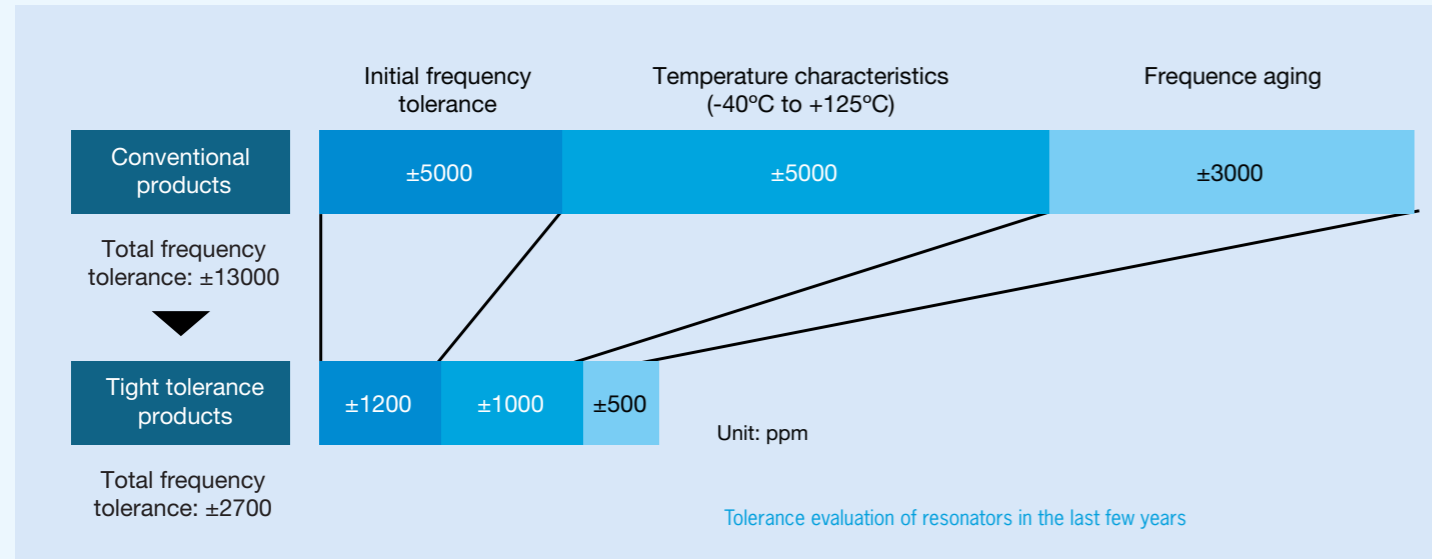 Initial frequency
tolerance
Temperature characteristics
(-40ºC to +125ºC)
Frequence aging
Conventional
products
±5000
±5000
±3000
Total frequency
tolerance: ±13000
Tight tolerance
products
±1200
±1000
±500
Unit: ppm
Total frequency
tolerance: ±2700
Tolerance evaluation of resonators in the last few years